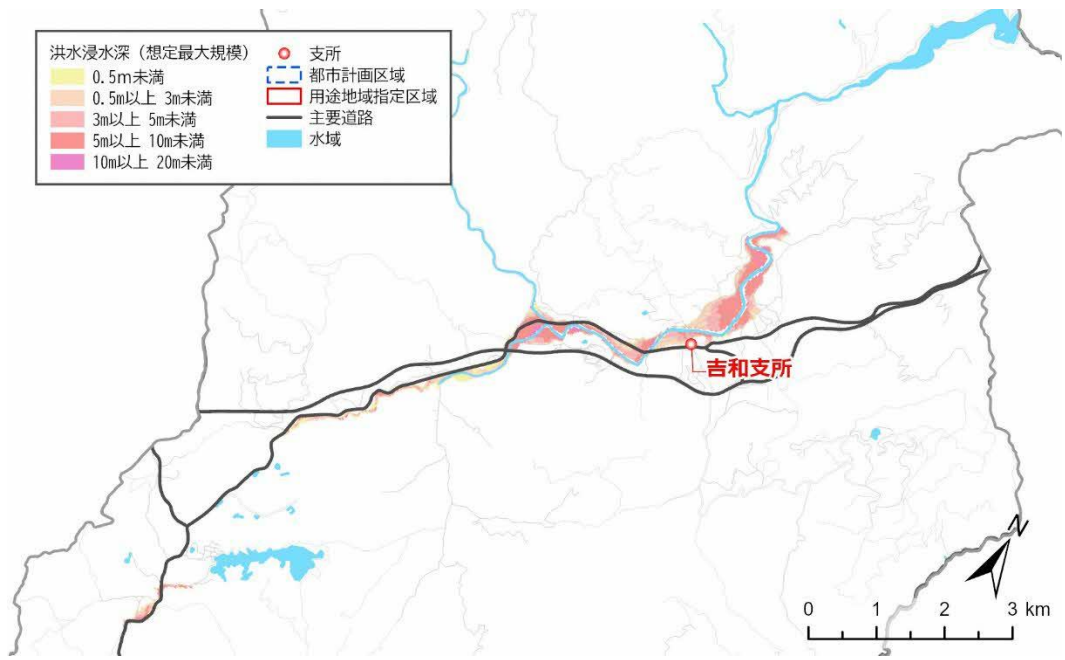 洪水浸水深（想定最大規模）
0.5m未満
0.5m以上 3m未満
3m以上 5m未満
5m以上 10m未満
10m以上 20m未満
支所
都市計画区域
用途地域指定区域
主要道路
水域
吉和支所
N
0 1 2 3 km